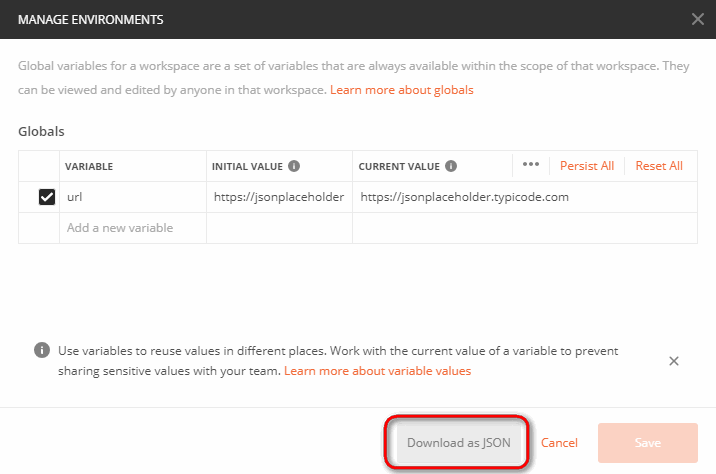 MANAGE ENVIRONMENTS
Global variables for a workspace are a set of variables that are always available within the scope of that workspace. They
can be viewed and edited by anyone in that workspace. Learn more about globals
Globals
VARIABLE INITIAL VALUE CURRENT VALUE Persist All Reset All
url https://jsonplaceholder https://jsonplaceholder.typicode.com
Add a new variable
Use variables to reuse values in different places. Work with the current value of a variable to prevent
sharing sensitive values with your team. Learn more about variable values
Download as JSON Cancel Save